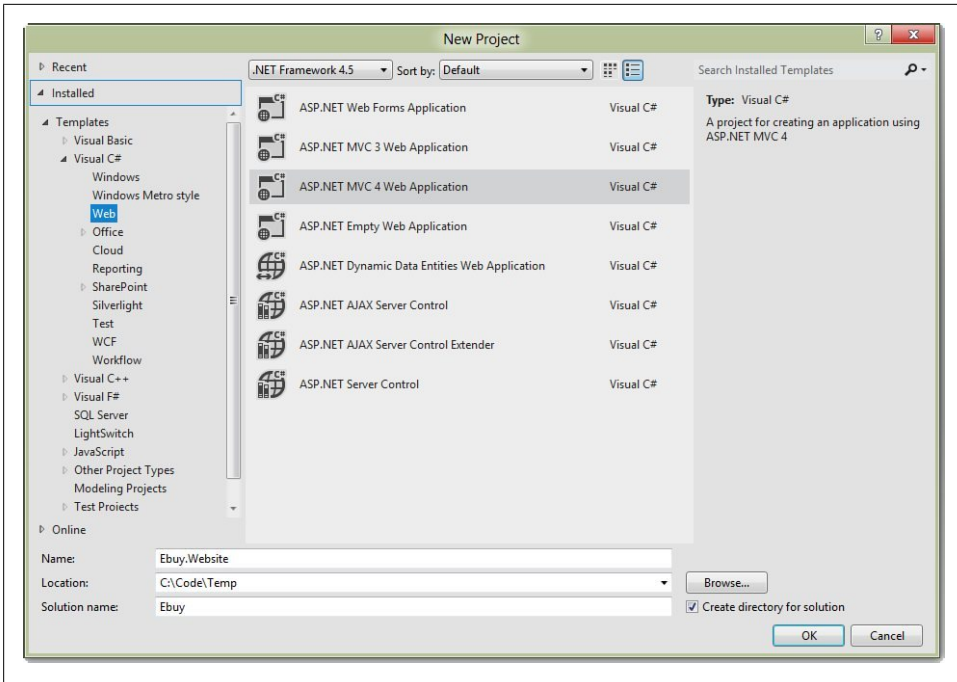 New Project
Recent
Installed
Templates
Visual Basic
Visual C#
Windows
Windows Metro style
Web
Office
Cloud
Reporting
SharePoint
Silverlight
Test
WCF
Workflow
Visual C++
Visual F#
SQL Server
LightSwitch
JavaScript
Other Project Types
Modeling Projects
Test Projects
Online
.NET Framework 4.5 Sort by: Default
ASP.NET Web Forms Application Visual C#
ASP.NET MVC 3 Web Application Visual C#
ASP.NET MVC 4 Web Application Visual C#
ASP.NET Empty Web Application Visual C#
ASP.NET Dynamic Data Entities Web Application Visual C#
ASP.NET AJAX Server Control Visual C#
ASP.NET AJAX Server Control Extender Visual C#
ASP.NET Server Control Visual C#
Search Installed Templates
Type: Visual C#
A project for creating an application using
ASP.NET MVC 4
Name: Ebuy.Website
Location: C:\Code\Temp Browse...
Solution name: Ebuy Create directory for solution
OK Cancel